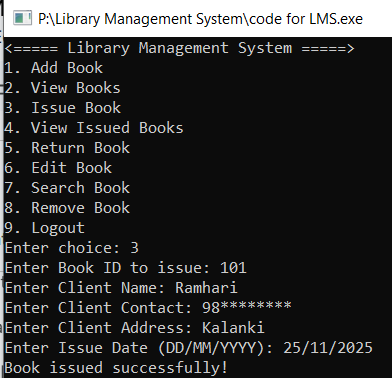 P:\Library Management System\code for LMS.exe
<===== Library Management System =====>
1. Add Book
2. View Books
3. Issue Book
4. View Issued Books
5. Return Book
6. Edit Book
7. Search Book
8. Remove Book
9. Logout
Enter choice: 3
Enter Book ID to issue: 101
Enter Client Name: Ramhari
Enter Client Contact: 98********
Enter Client Address: Kalanki
Enter Issue Date (DD/MM/YYYY): 25/11/2025
Book issued successfully!